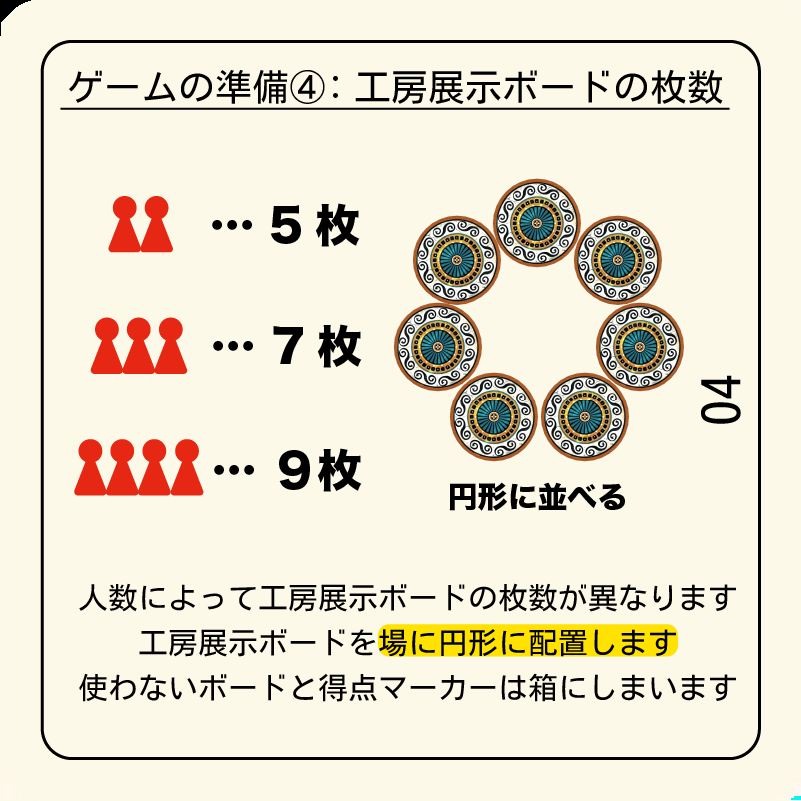 ゲームの準備④：工房展示ボードの枚数
… 5 枚
… 7 枚
… 9枚
円形に並べる
04
人数によって工房展示ボードの枚数が異なります
工房展示ボードを場に円形に配置します
使わないボードと得点マーカーは箱にしまいます